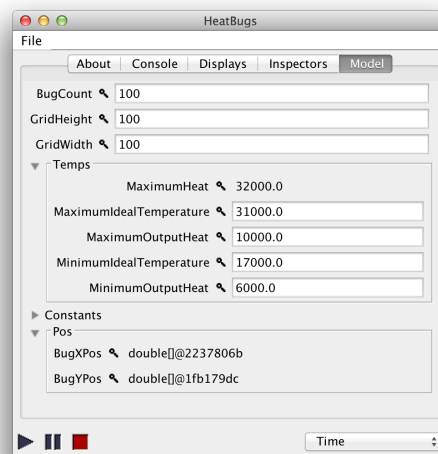 HeatBugs
File
About Console Displays Inspectors Model
BugCount 100
GridHeight 100
GridWidth 100
Temps
MaximumHeat 32000.0
MaximumIdealTemperature 31000.0
MaximumOutputHeat 10000.0
MinimumIdealTemperature 17000.0
MinimumOutputHeat 6000.0
Constants
Pos
BugXPos double[]@2237806b
BugYPos double[]@1fb179dc
Time